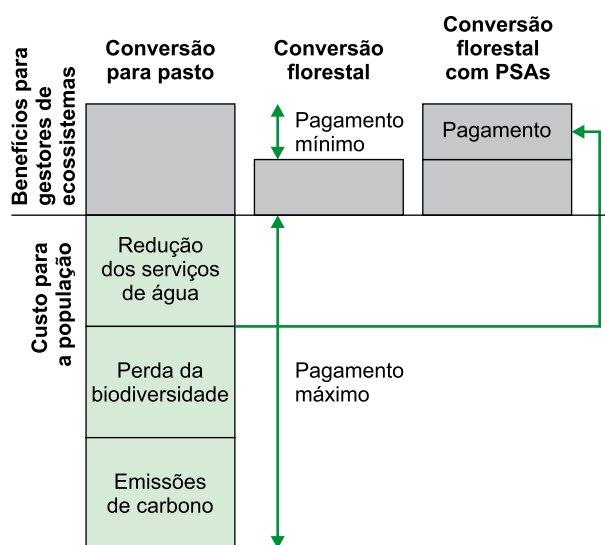 Conversão
para pasto
Conversão
florestal
Conversão
florestal
com PSAs
Benefícios para
gestores de
ecossistemas
Pagamento
mínimo
Pagamento
Custo para
a população
Redução
dos serviços
de água
Perda da
biodiversidade
Pagamento
máximo
Emissões
de carbono